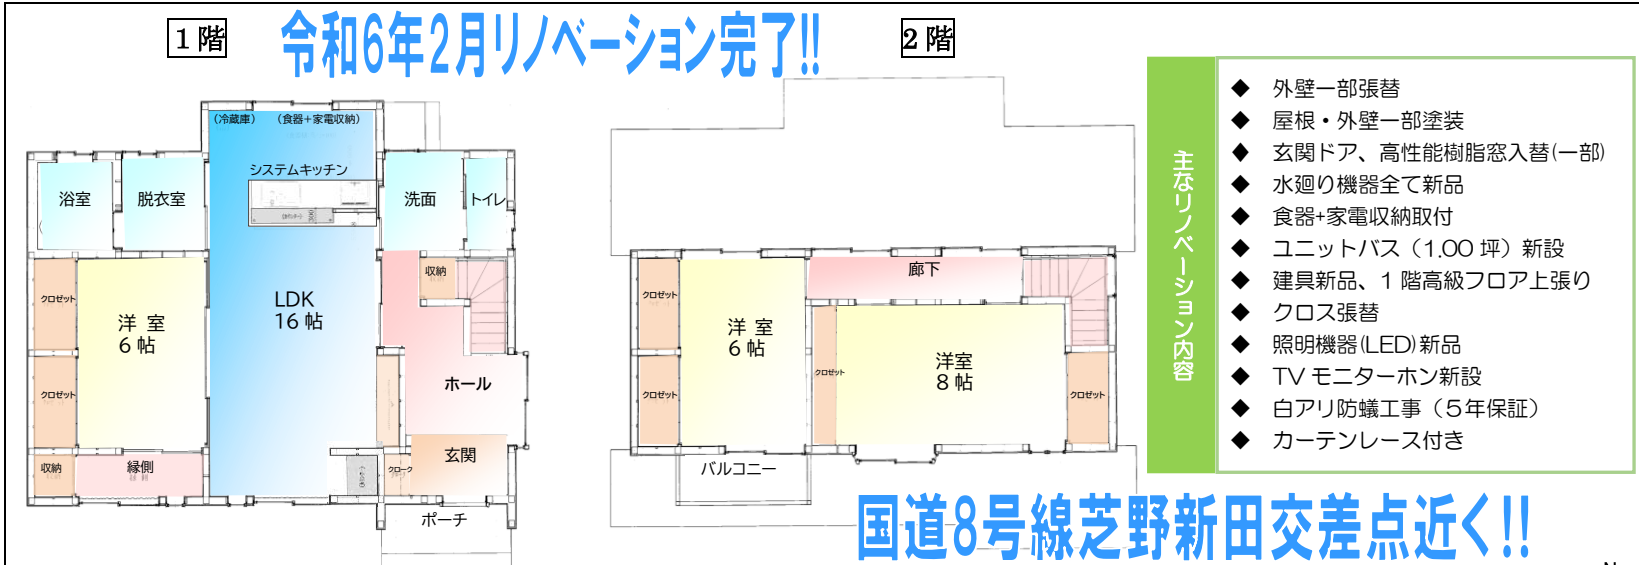 1階
令和6年2月リノベーション完了!!
2階
(冷蔵庫)
(食器+家電収納)
システムキッチン
浴室
脱衣室
洗面
トイレ
クロゼット
収納
洋 室
6 帖
LDK
16 帖
クロゼット
ホール
収納
縁側
クローク
玄関
ポーチ
廊下
クロゼット
洋 室
6 帖
クロゼット
洋室
8 帖
クロゼット
クロゼット
バルコニー
主なリノベーション内容
◆ 外壁一部張替
◆ 屋根・外壁一部塗装
◆ 玄関ドア、高性能樹脂窓入替(一部)
◆ 水廻り機器全て新品
◆ 食器+家電収納取付
◆ ユニットバス（1.00 坪）新設
◆ 建具新品、1 階高級フロア上張り
◆ クロス張替
◆ 照明機器(LED)新品
◆ TV モニターホン新設
◆ 白アリ防蟻工事（5年保証）
◆ カーテンレース付き
国道8号線芝野新田交差点近く!!